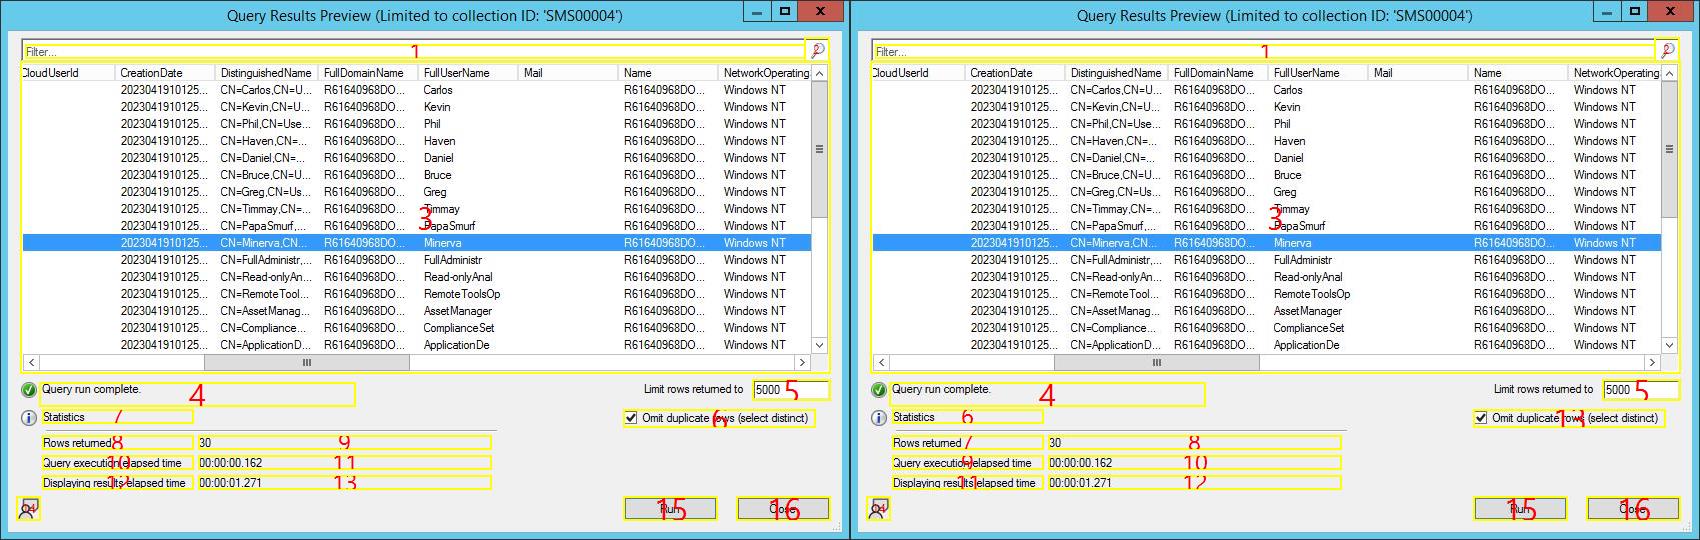 Query Results Preview (Limited to collection ID: 'SMS00004')
Filter... 1 2
CloudUserId CreationDate DistinguishedName FullDomainName FullUserName Mail Name NetworkOperating
2023041910125... CN=Carlos,CN=U... R61640968DO... Carlos R61640968DO... Windows NT
2023041910125... CN=Kevin,CN=U... R61640968DO... Kevin R61640968DO... Windows NT
2023041910125... CN=Phil,CN=Use... R61640968DO... Phil R61640968DO... Windows NT
2023041910125... CN=Haven,CN=... R61640968DO... Haven R61640968DO... Windows NT
2023041910125... CN=Daniel,CN=... R61640968DO... Daniel R61640968DO... Windows NT
2023041910125... CN=Bruce,CN=U... R61640968DO... Bruce R61640968DO... Windows NT
2023041910125... CN=Greg,CN=Us... R61640968DO... Greg R61640968DO... Windows NT
2023041910125... CN=Timmay,CN=... R61640968DO... Timmay R61640968DO... Windows NT
3
2023041910125... CN=PapaSmurf,... R61640968DO... PapaSmurf R61640968DO... Windows NT
2023041910125... CN=Minerva,CN... R61640968DO... Minerva R61640968DO... Windows NT
2023041910125... CN=FullAdministr,... R61640968DO... FullAdministr R61640968DO... Windows NT
2023041910125... CN=Read-onlyAn... R61640968DO... Read-onlyAnal R61640968DO... Windows NT
2023041910125... CN=RemoteTool... R61640968DO... RemoteToolsOp R61640968DO... Windows NT
2023041910125... CN=AssetManag... R61640968DO... AssetManager R61640968DO... Windows NT
2023041910125... CN=Compliance... R61640968DO... ComplianceSet R61640968DO... Windows NT
2023041910125... CN=ApplicationD... R61640968DO... ApplicationDe R61640968DO... Windows NT
Query run complete. 4 Limit rows returned to 5000 5
Statistics 7 Omit duplicate rows (select distinct) 6
Rows returned 8 30 9
Query execution elapsed time 10 00:00:00.162 11
Displaying results elapsed time 12 00:00:01.271 13
14 Run 15 Close 16
Query Results Preview (Limited to collection ID: 'SMS00004')
Filter... 1 2
CloudUserId CreationDate DistinguishedName FullDomainName FullUserName Mail Name NetworkOperating
2023041910125... CN=Carlos,CN=U... R61640968DO... Carlos R61640968DO... Windows NT
2023041910125... CN=Kevin,CN=U... R61640968DO... Kevin R61640968DO... Windows NT
2023041910125... CN=Phil,CN=Use... R61640968DO... Phil R61640968DO... Windows NT
2023041910125... CN=Haven,CN=... R61640968DO... Haven R61640968DO... Windows NT
2023041910125... CN=Daniel,CN=... R61640968DO... Daniel R61640968DO... Windows NT
2023041910125... CN=Bruce,CN=U... R61640968DO... Bruce R61640968DO... Windows NT
2023041910125... CN=Greg,CN=Us... R61640968DO... Greg R61640968DO... Windows NT
2023041910125... CN=Timmay,CN=... R61640968DO... Timmay R61640968DO... Windows NT
3
2023041910125... CN=PapaSmurf,... R61640968DO... PapaSmurf R61640968DO... Windows NT
2023041910125... CN=Minerva,CN... R61640968DO... Minerva R61640968DO... Windows NT
2023041910125... CN=FullAdministr,... R61640968DO... FullAdministr R61640968DO... Windows NT
2023041910125... CN=Read-onlyAn... R61640968DO... Read-onlyAnal R61640968DO... Windows NT
2023041910125... CN=RemoteTool... R61640968DO... RemoteToolsOp R61640968DO... Windows NT
2023041910125... CN=AssetManag... R61640968DO... AssetManager R61640968DO... Windows NT
2023041910125... CN=Compliance... R61640968DO... ComplianceSet R61640968DO... Windows NT
2023041910125... CN=ApplicationD... R61640968DO... ApplicationDe R61640968DO... Windows NT
Query run complete. 4 Limit rows returned to 5000 5
Statistics 6 Omit duplicate rows (select distinct) 13
Rows returned 7 30 8
Query execution elapsed time 9 00:00:00.162 10
Displaying results elapsed time 11 00:00:01.271 12
14 Run 15 Close 16